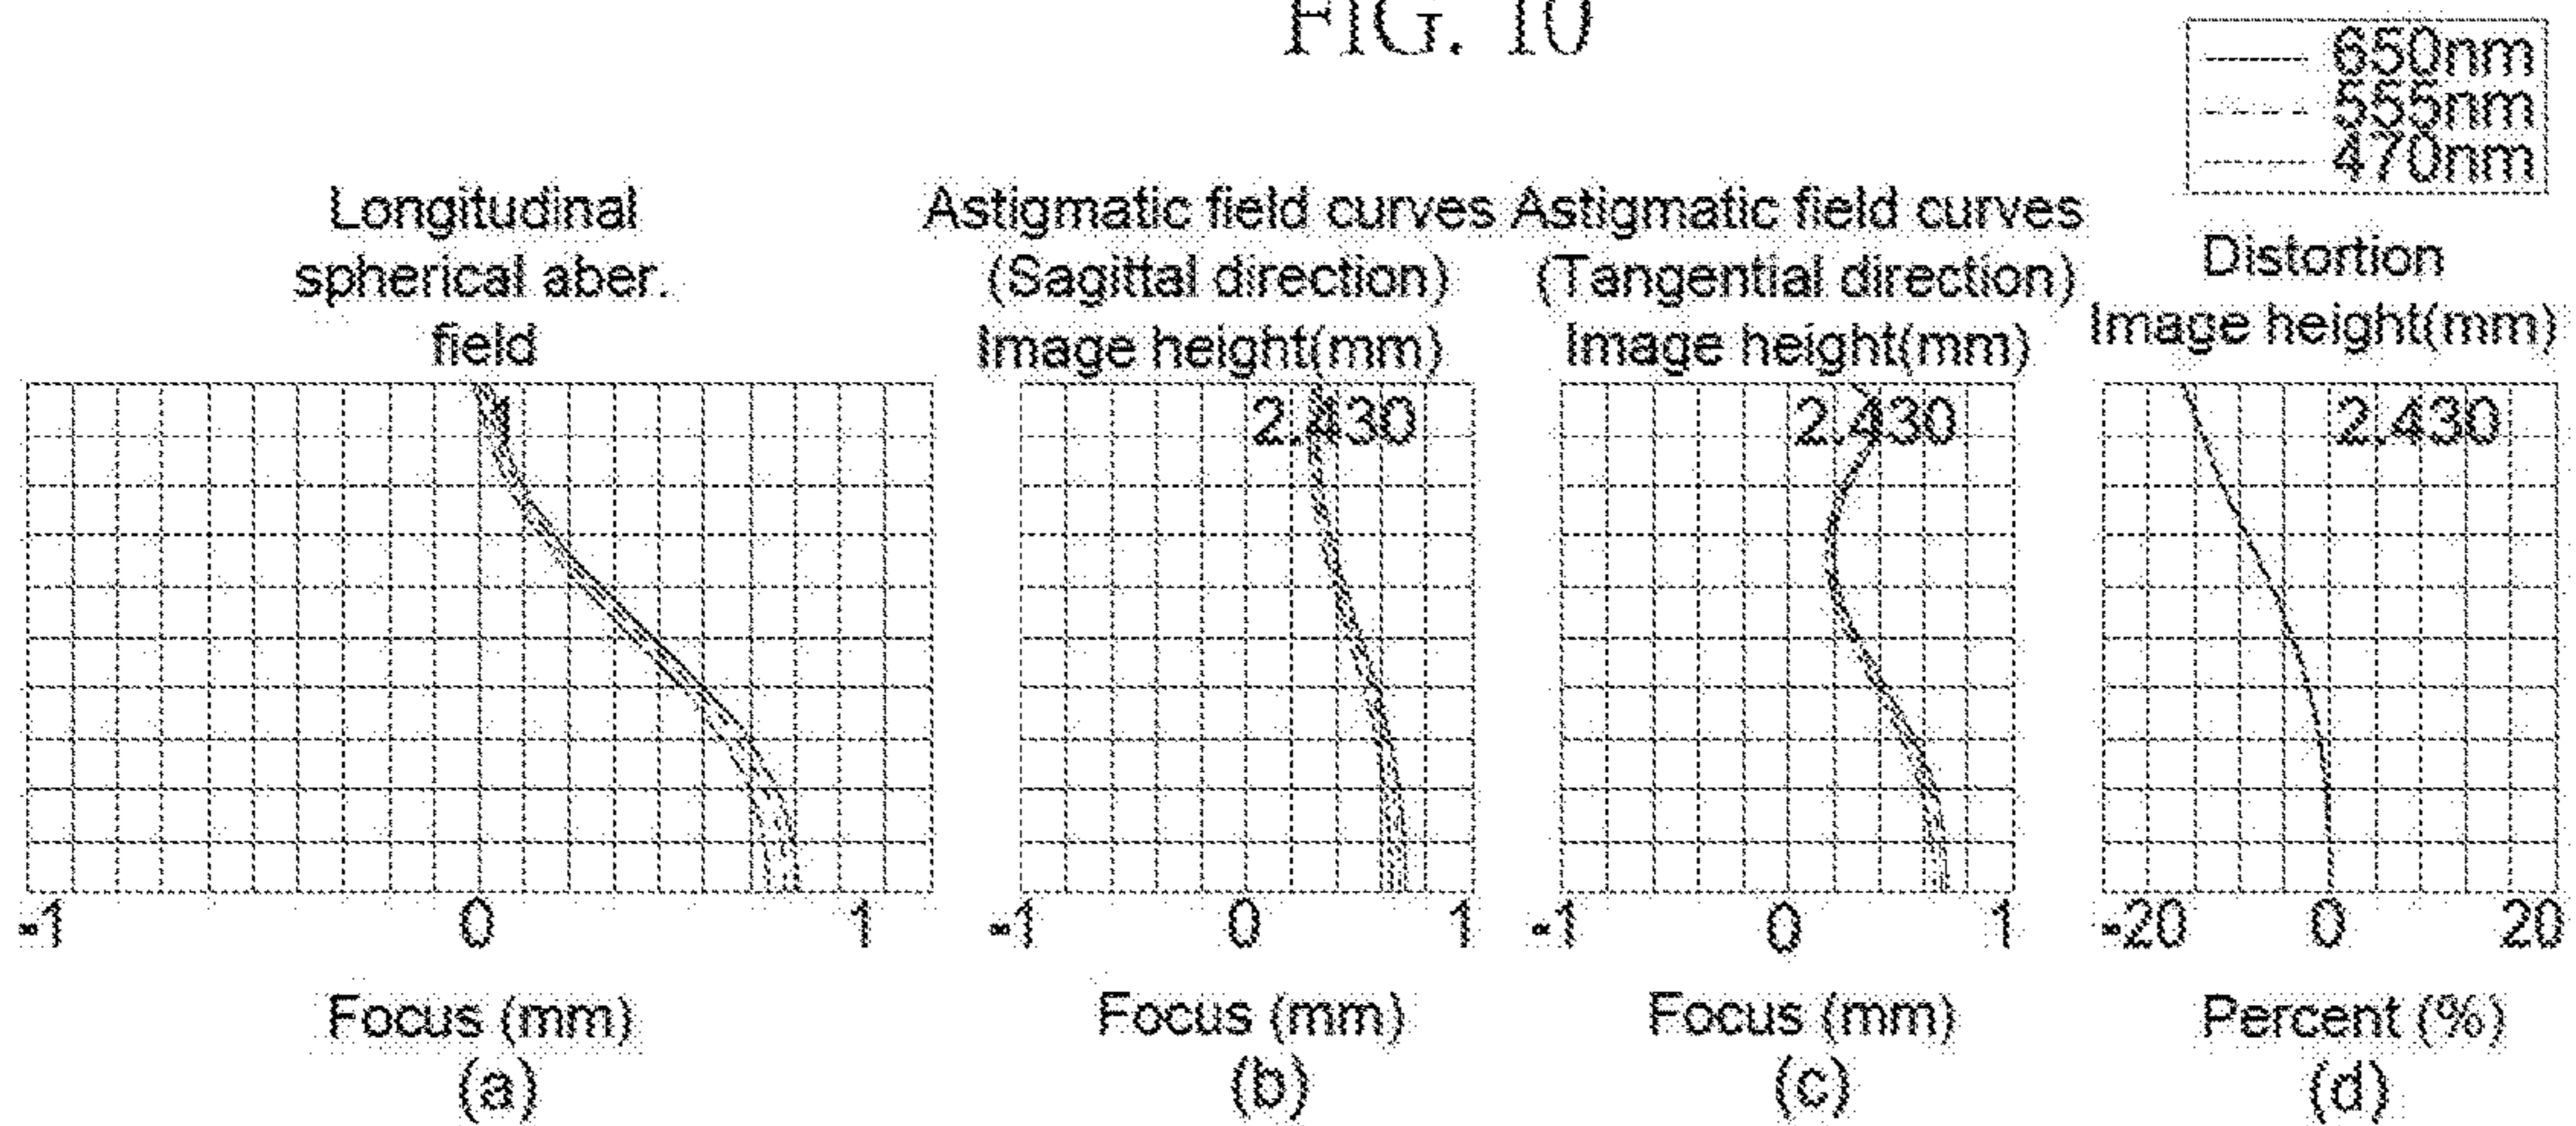 FIG. 10
650nm
555nm
470nm
Longitudinal
spherical aber.
field
1
-1
0
1
Focus (mm)
(a)
Astigmatic field curves
(Sagittal direction)
Image height(mm)
2.430
-1
0
1
Focus (mm)
(b)
Astigmatic field curves
(Tangential direction)
Image height(mm)
2.430
-1
0
1
Focus (mm)
(c)
Distortion
Image height(mm)
2.430
-20
0
20
Percent (%)
(d)